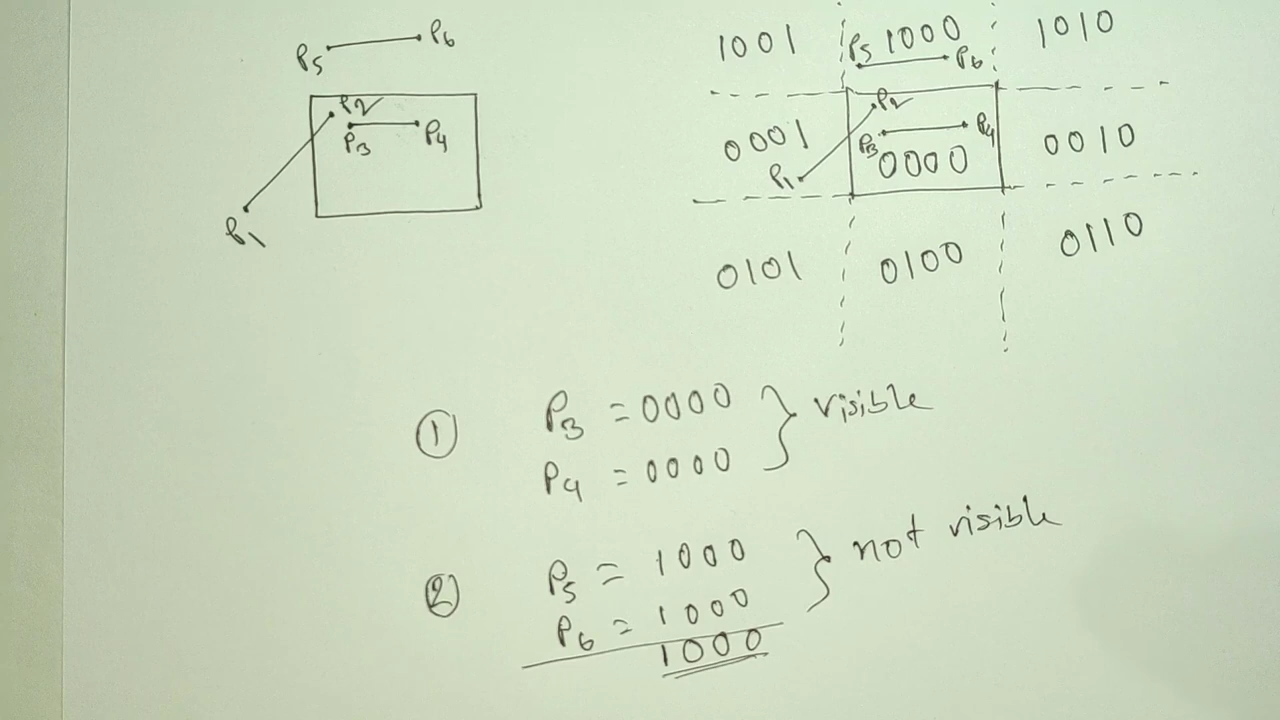 P5 P6
P2
P3 P4
P1
1001 P5 1000 P6 1010
P2
0001 P3 P4 0010
P1 0000
0101 0100 0110
① P3 = 0000 } visible
P4 = 0000
② P5 = 1000 } not visible
P6 = 1000
1000